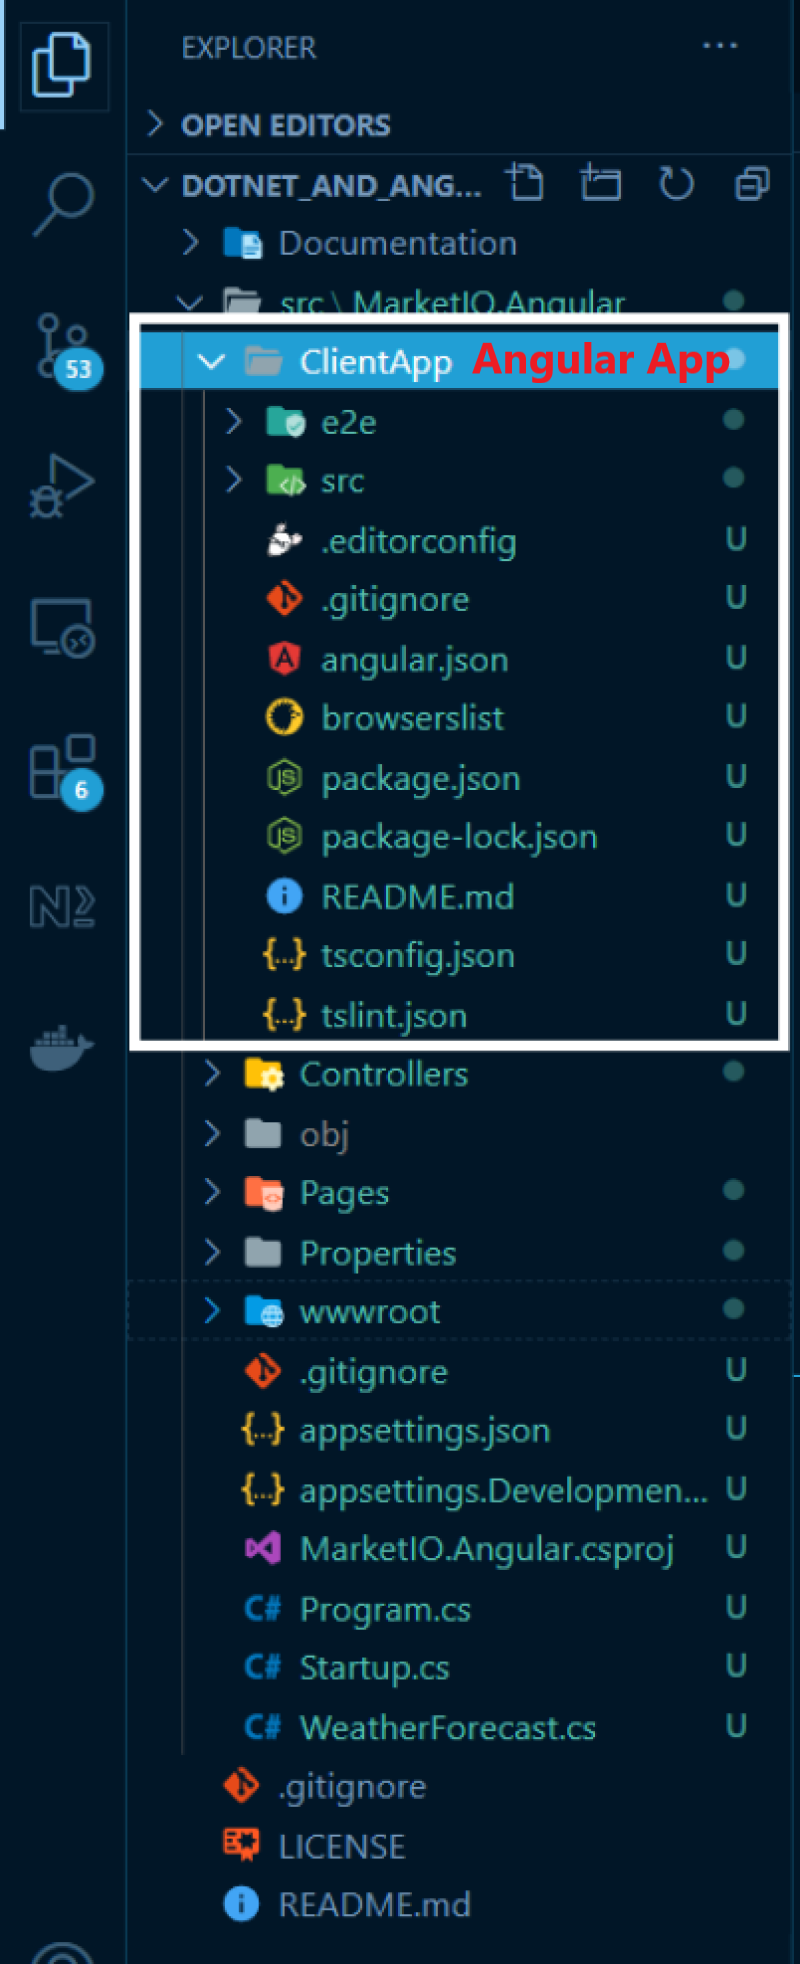 EXPLORER
OPEN EDITORS
DOTNET_AND_ANG...
Documentation
src \ MarketIO.Angular
ClientApp Angular App
e2e
src
.editorconfig U
.gitignore U
53
angular.json U
browserslist U
package.json U
6
package-lock.json U
README.md U
tsconfig.json U
tslint.json U
Controllers
obj
Pages
Properties
wwwroot
.gitignore U
appsettings.json U
appsettings.Developmen... U
MarketIO.Angular.csproj U
Program.cs U
Startup.cs U
WeatherForecast.cs U
.gitignore
LICENSE
README.md